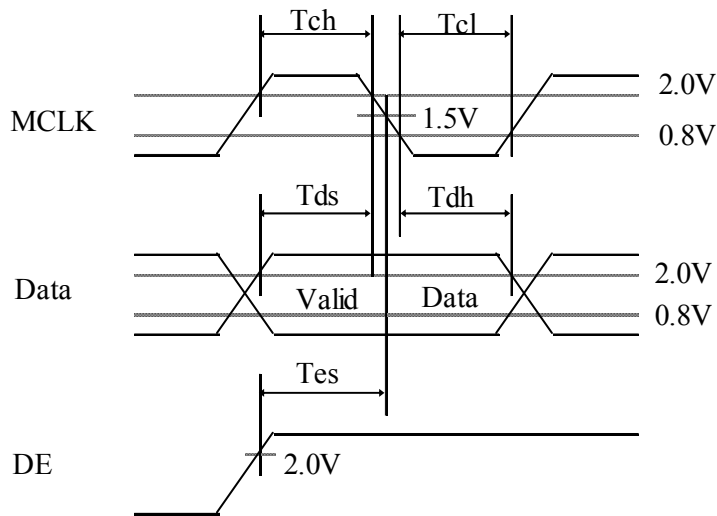 Tch Tcl
MCLK 2.0V
1.5V
0.8V
Tds Tdh
Data 2.0V
Valid Data
0.8V
Tes
DE 2.0V